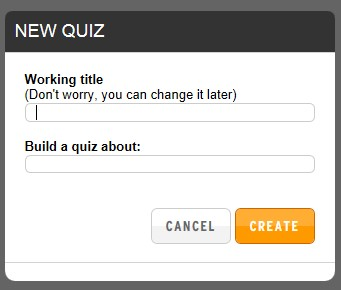 NEW QUIZ
Working title
(Don't worry, you can change it later)
Build a quiz about:
CANCEL CREATE